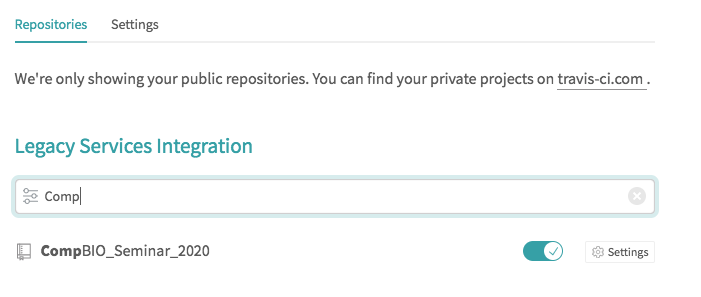 Repositories Settings
We're only showing your public repositories. You can find your private projects on travis-ci.com .
Legacy Services Integration
Comp
CompBIO_Seminar_2020 Settings